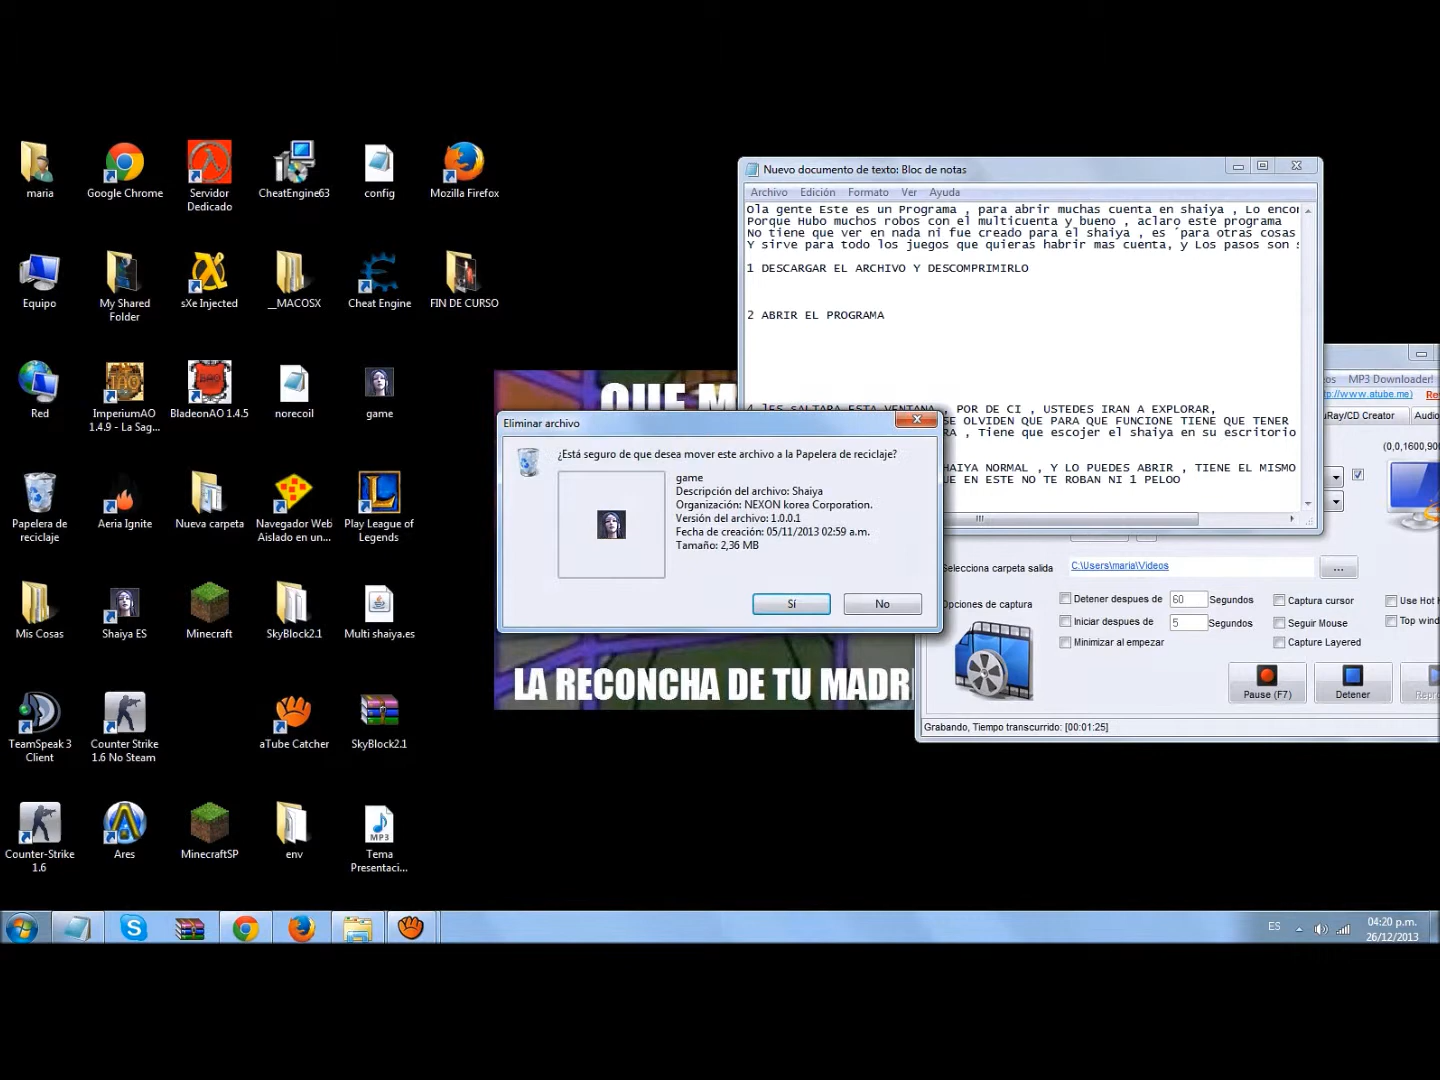 maria
Google Chrome
Servidor
Dedicado
CheatEngine63
config
Mozilla Firefox
Equipo
My Shared
Folder
sXe Injected
__MACOSX
Cheat Engine
FIN DE CURSO
Red
ImperiumAO
1.4.9 - La Sag...
BladeonAO 1.4.5
norecoil
game
Papelera de
reciclaje
Aeria Ignite
Nueva carpeta
Navegador Web
Aislado en un...
Play League of
Legends
Mis Cosas
Shaiya ES
Minecraft
SkyBlock2.1
Multi shaiya.es
TeamSpeak 3
Client
Counter Strike
1.6 No Steam
aTube Catcher
SkyBlock2.1
Counter-Strike
1.6
Ares
MinecraftSP
env
MP3
Tema
Presentaci...
Nuevo documento de texto: Bloc de notas
Archivo Edición Formato Ver Ayuda
Ola gente Este es un Programa , para abrir muchas cuenta en shaiya , Lo encon
Porque Hubo muchos robos con el multicuenta y bueno , aclaro este programa
No tiene que ver en nada ni fue creado para el shaiya , es ´para otras cosas
Y sirve para todo los juegos que quieras habrir mas cuenta, y Los pasos son s
1 DESCARGAR EL ARCHIVO Y DESCOMPRIMIRLO
2 ABRIR EL PROGRAMA
, POR DE CI , USTEDES IRAN A EXPLORAR,
SE OLVIDEN QUE PARA QUE FUNCIONE TIENE QUE TENER
RA , Tiene que escojer el shaiya en su escritorio
HAIYA NORMAL , Y LO PUEDES ABRIR , TIENE EL MISMO
UE EN ESTE NO TE ROBAN NI 1 PELOO
QUE M
LA RECONCHA DE TU MADR
Eliminar archivo
¿Está seguro de que desea mover este archivo a la Papelera de reciclaje?
game
Descripción del archivo: Shaiya
Organización: NEXON korea Corporation.
Versión del archivo: 1.0.0.1
Fecha de creación: 05/11/2013 02:59 a.m.
Tamaño: 2,36 MB
Sí
No
eos MP3 Downloader!
tp://www.atube.me)
Re
uRay/CD Creator
Audio
(0,0,1600,900
Selecciona carpeta salida
C:\Users\maria\Videos
...
Opciones de captura
Detener despues de 60 Segundos
Iniciar despues de 5 Segundos
Minimizar al empezar
Captura cursor
Seguir Mouse
Capture Layered
Use Hot
Top wind
Pause (F7)
Detener
Repro
Grabando, Tiempo transcurrido: [00:01:25]
ES
04:20 p.m.
26/12/2013